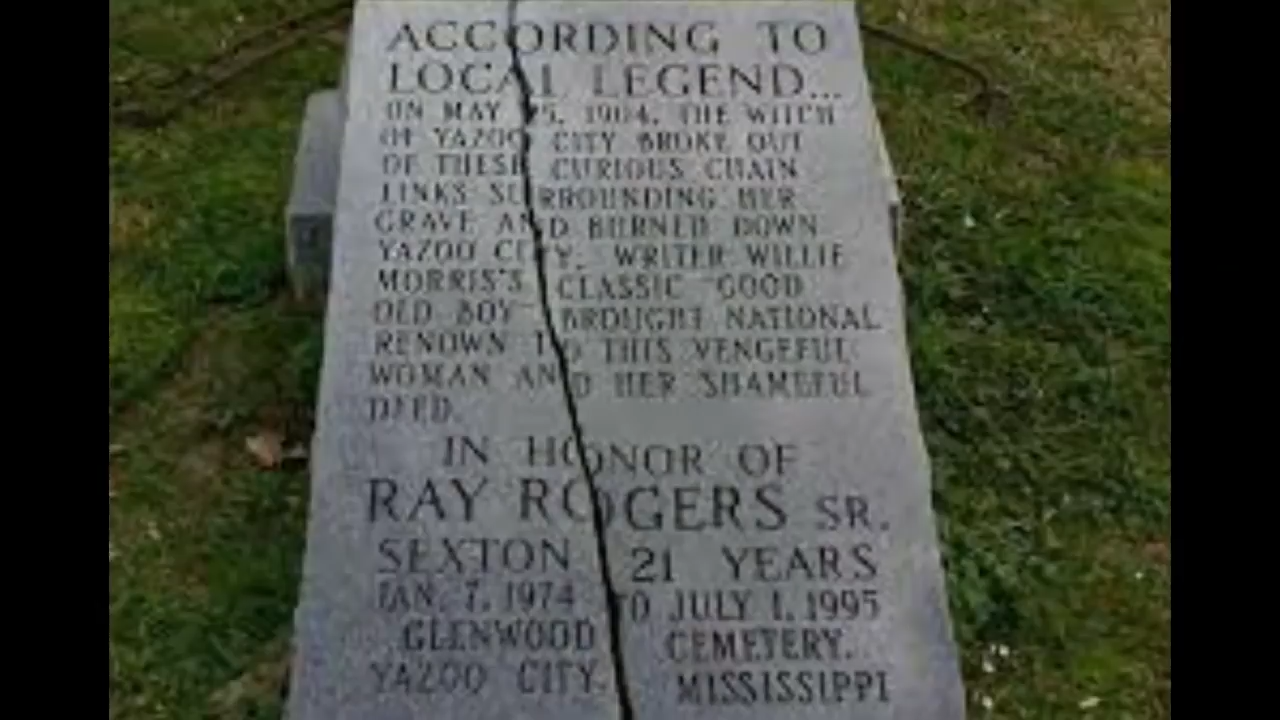 ACCORDING TO
LOCAL LEGEND...
ON MAY 25, 1904, THE WITCH
OF YAZOO CITY BROKE OUT
OF THESE CURIOUS CHAIN
LINKS SURROUNDING HER
GRAVE AND BURNED DOWN
YAZOO CITY. WRITER WILLIE
MORRIS'S CLASSIC "GOOD
OLD BOY" BROUGHT NATIONAL
RENOWN TO THIS VENGEFUL
WOMAN AND HER SHAMEFUL
DEED.
IN HONOR OF
RAY ROGERS SR.
SEXTON 21 YEARS
JAN. 7, 1974 TO JULY 1, 1995
GLENWOOD CEMETERY.
YAZOO CITY. MISSISSIPPI